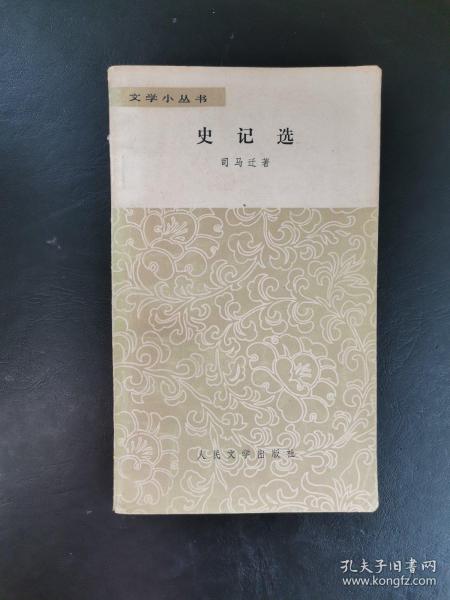 文学小丛书
史记选
司马迁著
人民文学出版社
孔夫子旧书网
www.kongfz.com